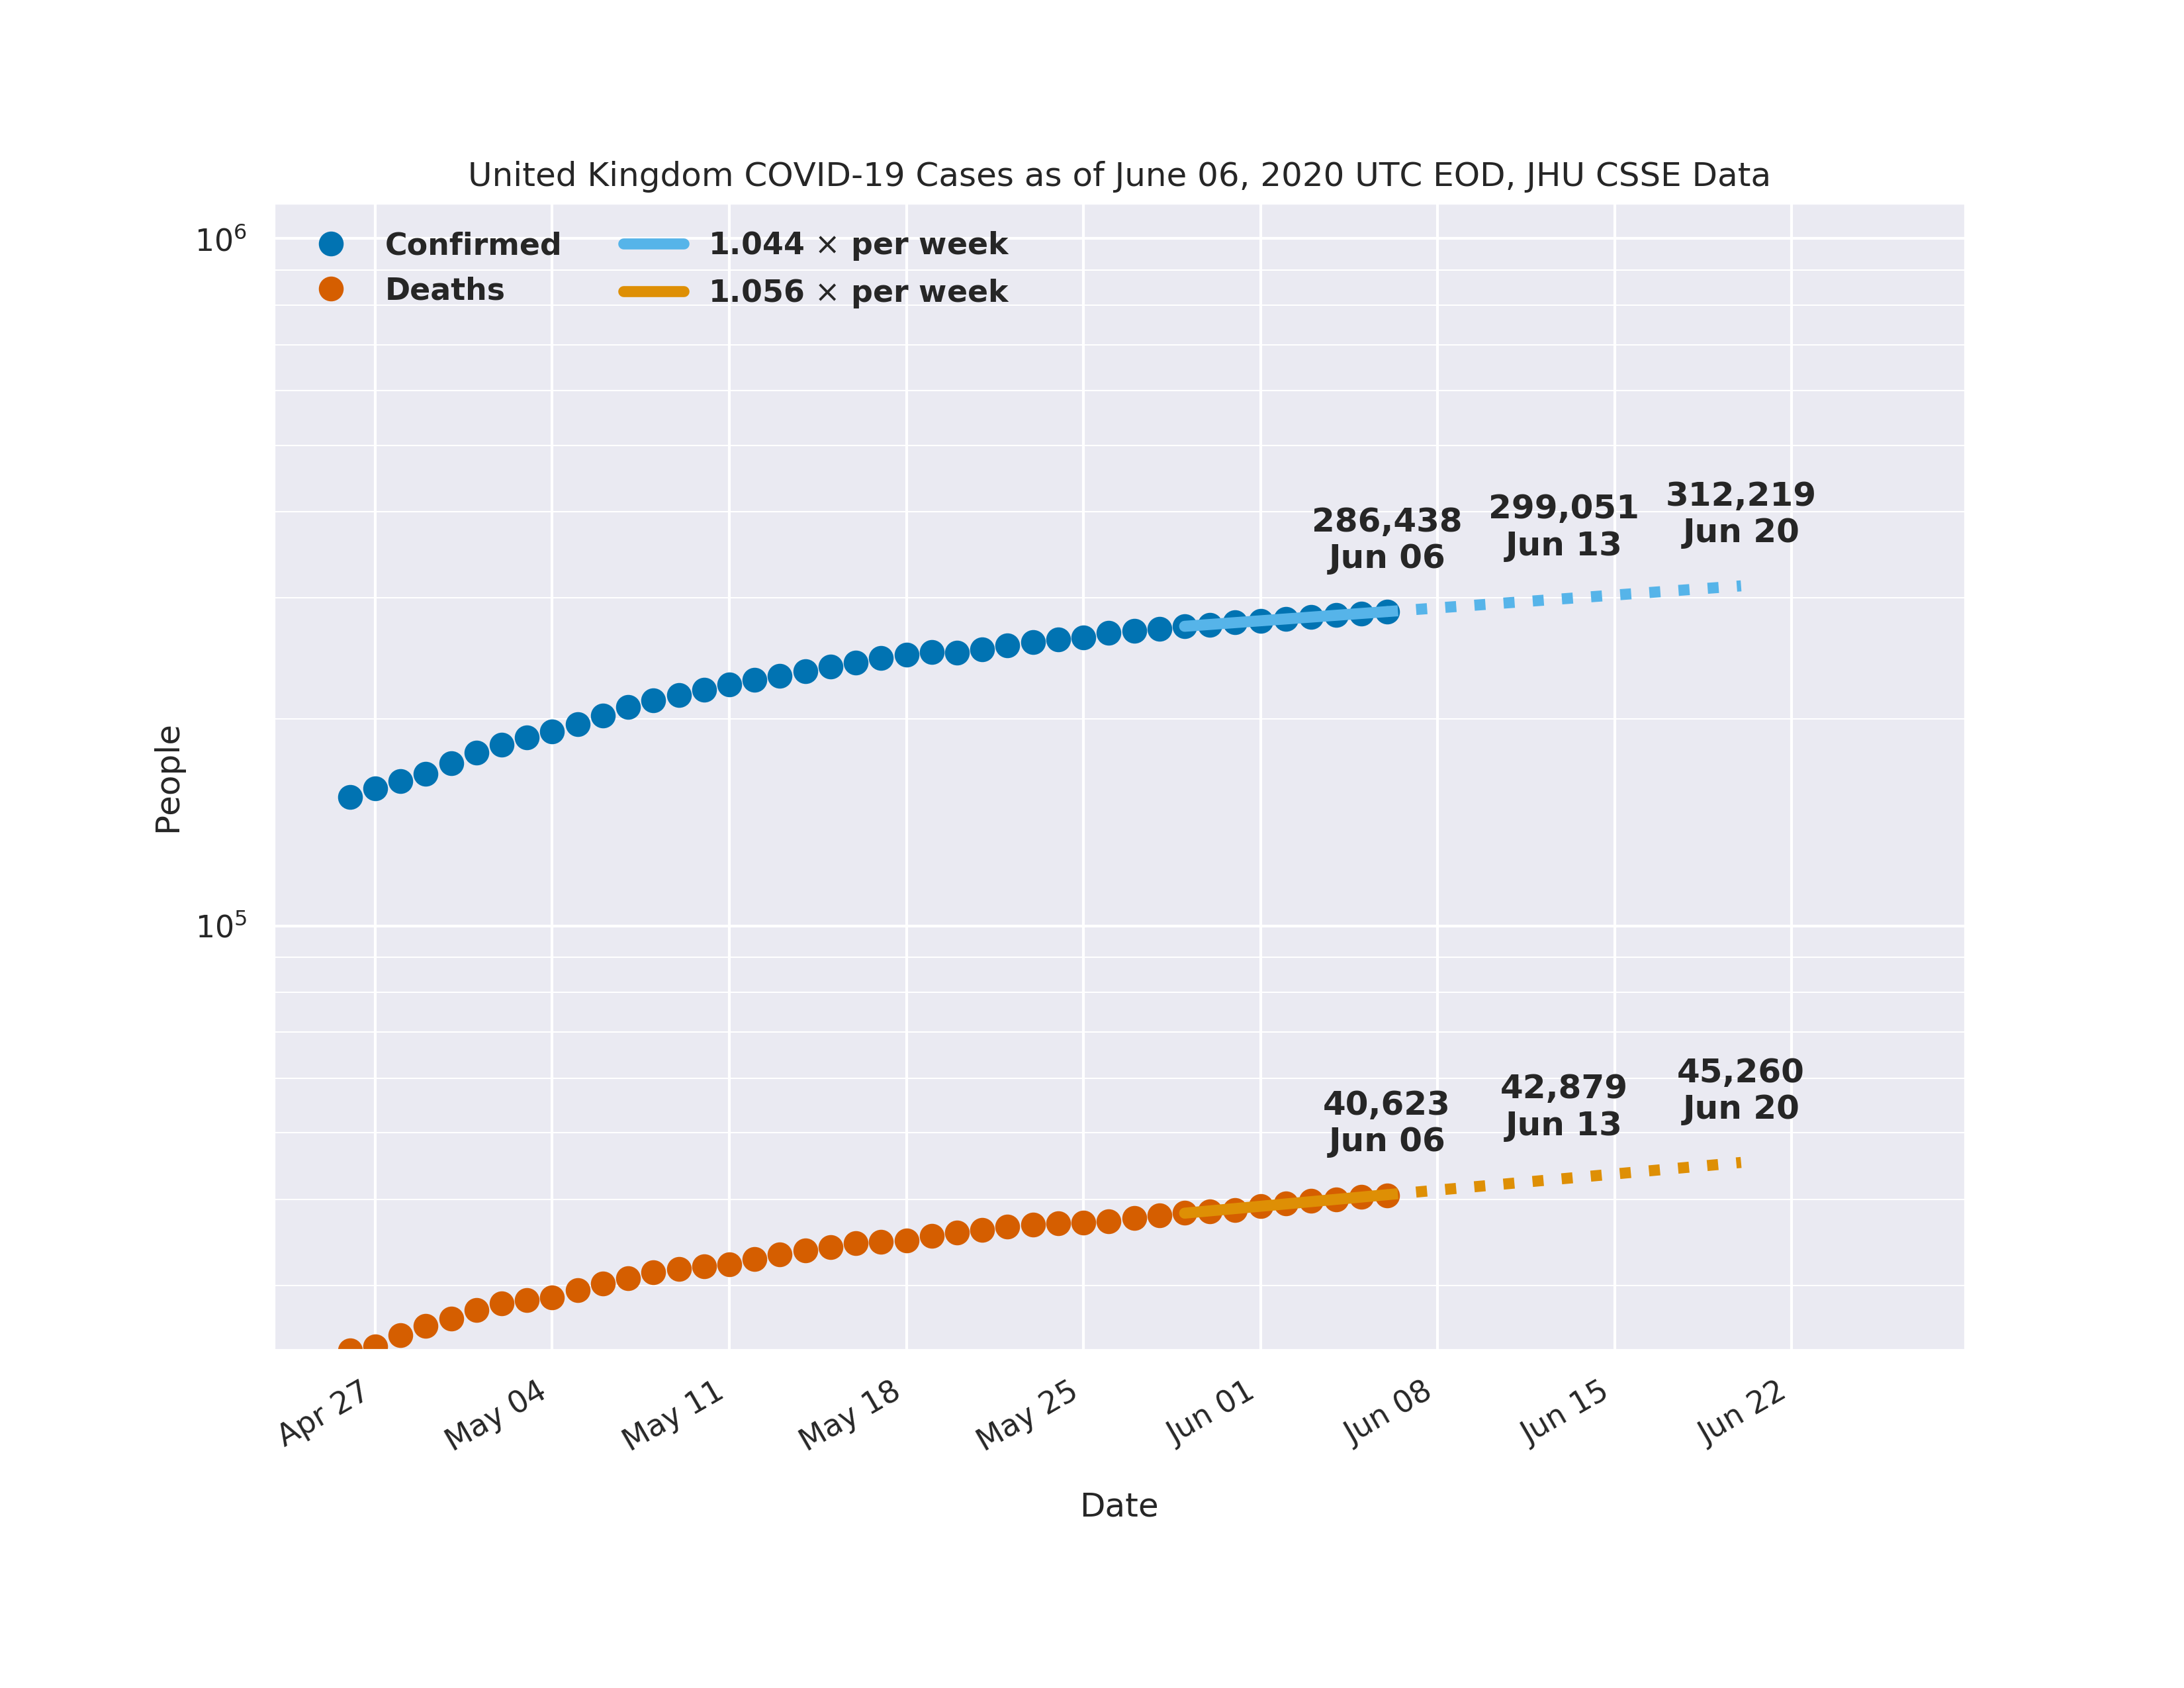 United Kingdom COVID-19 Cases as of June 06, 2020 UTC EOD, JHU CSSE Data
10⁶
Confirmed
1.044 × per week
Deaths
1.056 × per week
286,438
Jun 06
299,051
Jun 13
312,219
Jun 20
People
10⁵
40,623
Jun 06
42,879
Jun 13
45,260
Jun 20
Apr 27
May 04
May 11
May 18
May 25
Jun 01
Jun 08
Jun 15
Jun 22
Date